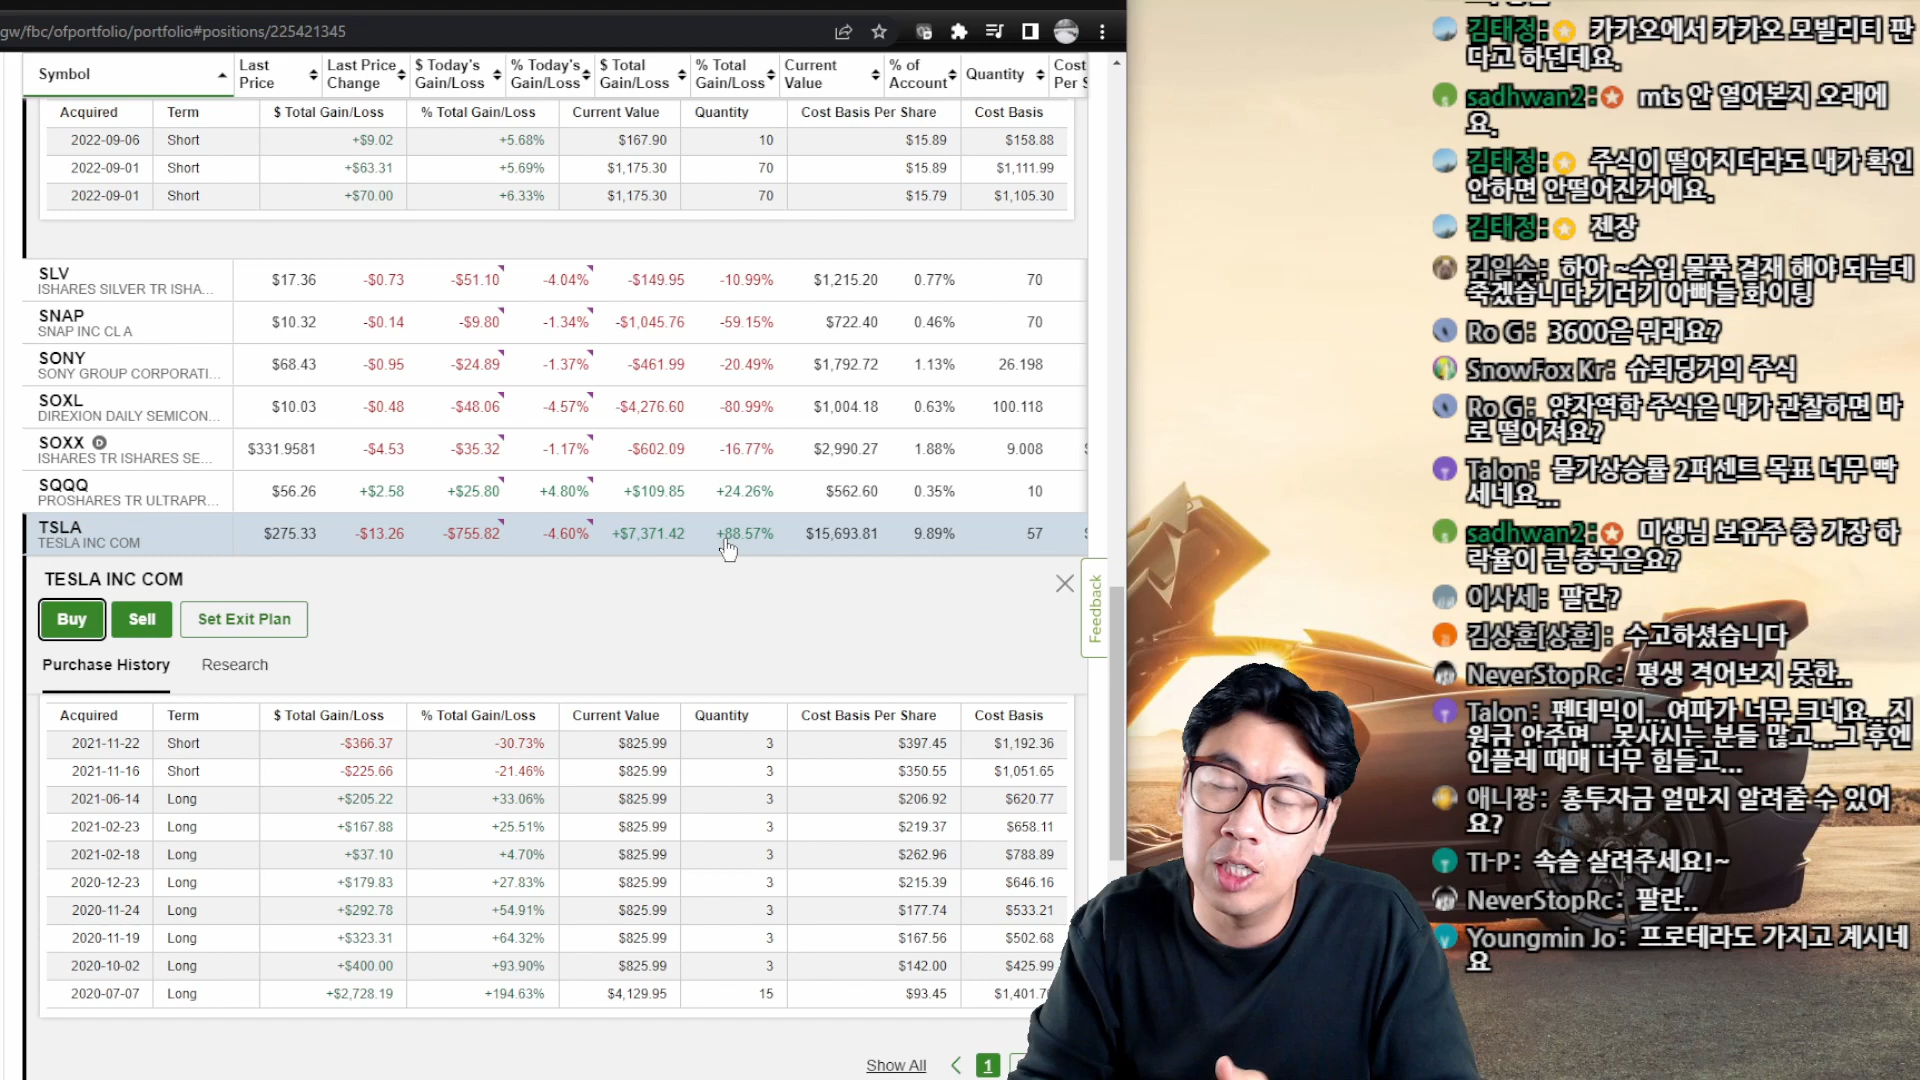 gw/fbc/ofportfolio/portfolio#positions/225421345
Symbol Last Price Last Price Change $ Today's Gain/Loss % Today's Gain/Loss $ Total Gain/Loss % Total Gain/Loss Current Value % of Account Quantity Cost Per
Acquired Term $ Total Gain/Loss % Total Gain/Loss Current Value Quantity Cost Basis Per Share Cost Basis
2022-09-06 Short +$9.02 +5.68% $167.90 10 $15.89 $158.88
2022-09-01 Short +$63.31 +5.69% $1,175.30 70 $15.89 $1,111.99
2022-09-01 Short +$70.00 +6.33% $1,175.30 70 $15.79 $1,105.30
SLV $17.36 -$0.73 -$51.10 -4.04% -$149.95 -10.99% $1,215.20 0.77% 70
ISHARES SILVER TR ISHA...
SNAP $10.32 -$0.14 -$9.80 -1.34% -$1,045.76 -59.15% $722.40 0.46% 70
SNAP INC CL A
SONY $68.43 -$0.95 -$24.89 -1.37% -$461.99 -20.49% $1,792.72 1.13% 26.198
SONY GROUP CORPORATI...
SOXL $10.03 -$0.48 -$48.06 -4.57% -$4,276.60 -80.99% $1,004.18 0.63% 100.118
DIREXION DAILY SEMICON...
SOXX D $331.9581 -$4.53 -$35.32 -1.17% -$602.09 -16.77% $2,990.27 1.88% 9.008
ISHARES TR ISHARES SE...
SQQQ $56.26 +$2.58 +$25.80 +4.80% +$109.85 +24.26% $562.60 0.35% 10
PROSHARES TR ULTRAPR...
TSLA $275.33 -$13.26 -$755.82 -4.60% +$7,371.42 +88.57% $15,693.81 9.89% 57
TESLA INC COM
TESLA INC COM
Buy Sell Set Exit Plan
Feedback
Purchase History Research
Acquired Term $ Total Gain/Loss % Total Gain/Loss Current Value Quantity Cost Basis Per Share Cost Basis
2021-11-22 Short -$366.37 -30.73% $825.99 3 $397.45 $1,192.36
2021-11-16 Short -$225.66 -21.46% $825.99 3 $350.55 $1,051.65
2021-06-14 Long +$205.22 +33.06% $825.99 3 $206.92 $620.77
2021-02-23 Long +$167.88 +25.51% $825.99 3 $219.37 $658.11
2021-02-18 Long +$37.10 +4.70% $825.99 3 $262.96 $788.89
2020-12-23 Long +$179.83 +27.83% $825.99 3 $215.39 $646.16
2020-11-24 Long +$292.78 +54.91% $825.99 3 $177.74 $533.21
2020-11-19 Long +$323.31 +64.32% $825.99 3 $167.56 $502.68
2020-10-02 Long +$400.00 +93.90% $825.99 3 $142.00 $425.99
2020-07-07 Long +$2,728.19 +194.63% $4,129.95 15 $93.45
Show All 1
김태정: 카카오에서 카카오 모빌리티 판
다고 하던데요.
sadhwan2: mts 안 열어본지 오래에
요.
김태정: 주식이 떨어지더라도 내가 확인
안하면 안떨어진거에요.
김태정: 젠장
김일송: 하아 ~수입 물품 결재 해야 되는데
죽겠습니다.기러기 아빠들 화이팅
Ro G: 3600은 뭐래요?
SnowFox Kr: 슈뢰딩거의 주식
Ro G: 양자역학 주식은 내가 관찰하면 바
로 떨어져요?
Talon: 물가상승률 2퍼센트 목표 너무 빡
세네요...
sadhwan2: 미생님 보유주 중 가장 하
락율이 큰 종목은요?
이사세: 팔란?
김상훈[상훈]: 수고하셨습니다
NeverStopRc: 평생 격어보지 못한..
Talon: 펜데믹이...여파가 너무 크네요...지
원금 안주면...못사시는 분들 많고...그 후엔
인플레 때매 너무 힘들고...
애니짱: 총투자금 얼만지 알려줄 수 있어
요?
TI-P: 속슬 살려주세요!~
NeverStopRc: 팔란..
Youngmin Jo: 프로테라도 가지고 계시네
요